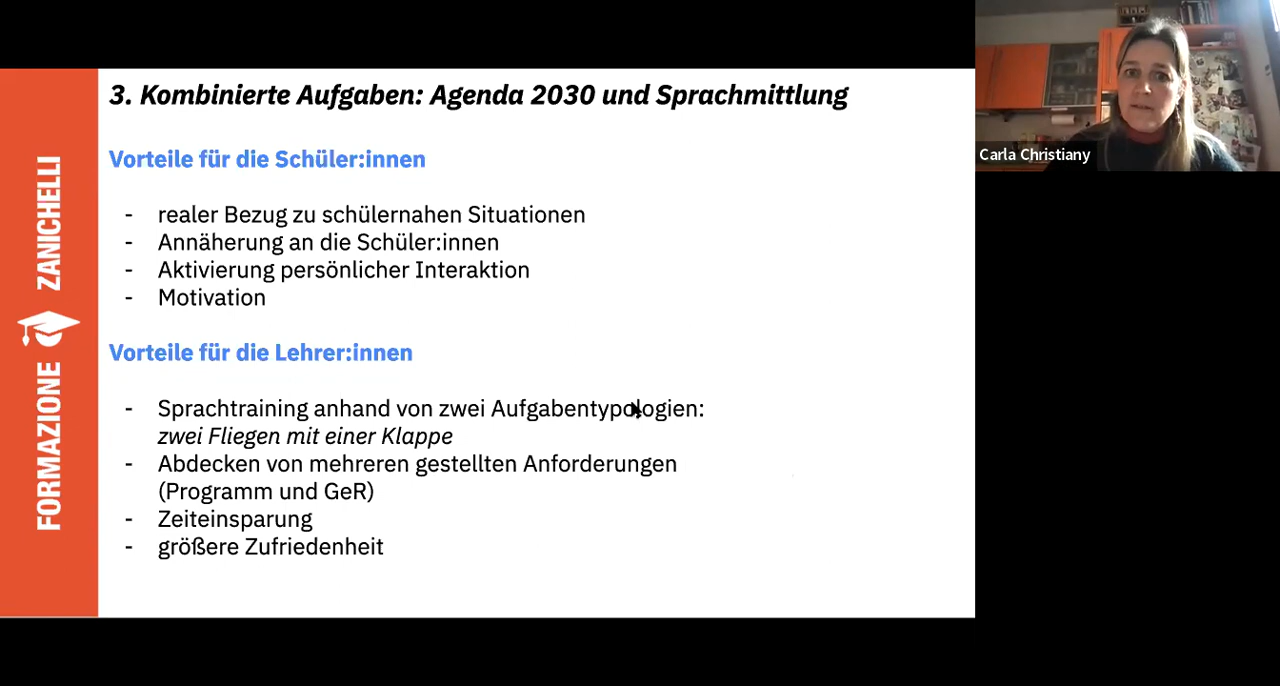 3. Kombinierte Aufgaben: Agenda 2030 und Sprachmittlung
Vorteile für die Schüler:innen
- realer Bezug zu schülernahen Situationen
- Annäherung an die Schüler:innen
- Aktivierung persönlicher Interaktion
- Motivation
Vorteile für die Lehrer:innen
- Sprachtraining anhand von zwei Aufgabentypologien:
zwei Fliegen mit einer Klappe
- Abdecken von mehreren gestellten Anforderungen
(Programm und GeR)
- Zeiteinsparung
- größere Zufriedenheit
FORMAZIONE ZANICHELLI
Carla Christiany